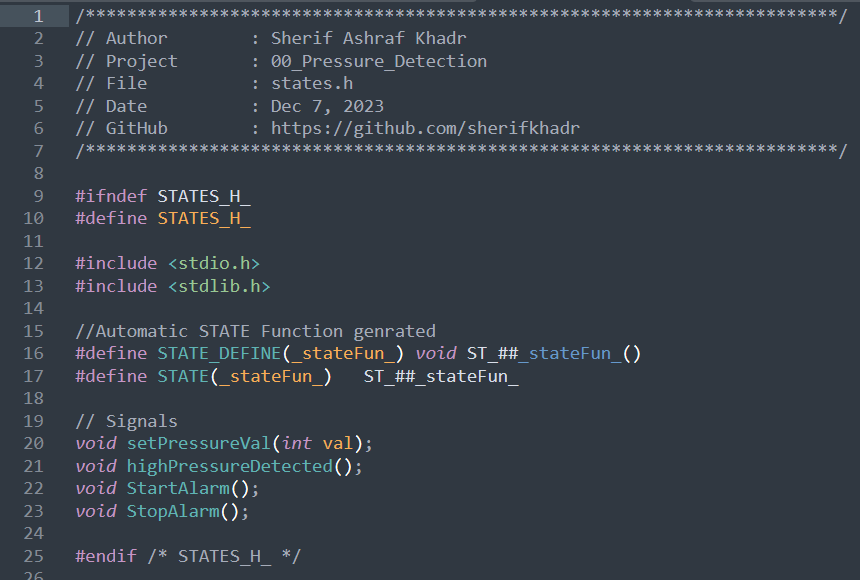 1 /*************************************************************************/
2 // Author        : Sherif Ashraf Khadr
3 // Project       : 00_Pressure_Detection
4 // File          : states.h
5 // Date          : Dec 7, 2023
6 // GitHub        : https://github.com/sherifkhadr
7 /*************************************************************************/
8
9 #ifndef STATES_H_
10 #define STATES_H_
11
12 #include <stdio.h>
13 #include <stdlib.h>
14
15 //Automatic STATE Function genrated
16 #define STATE_DEFINE(_stateFun_) void ST_##_stateFun_()
17 #define STATE(_stateFun_)   ST_##_stateFun_
18
19 // Signals
20 void setPressureVal(int val);
21 void highPressureDetected();
22 void StartAlarm();
23 void StopAlarm();
24
25 #endif /* STATES_H_ */
26